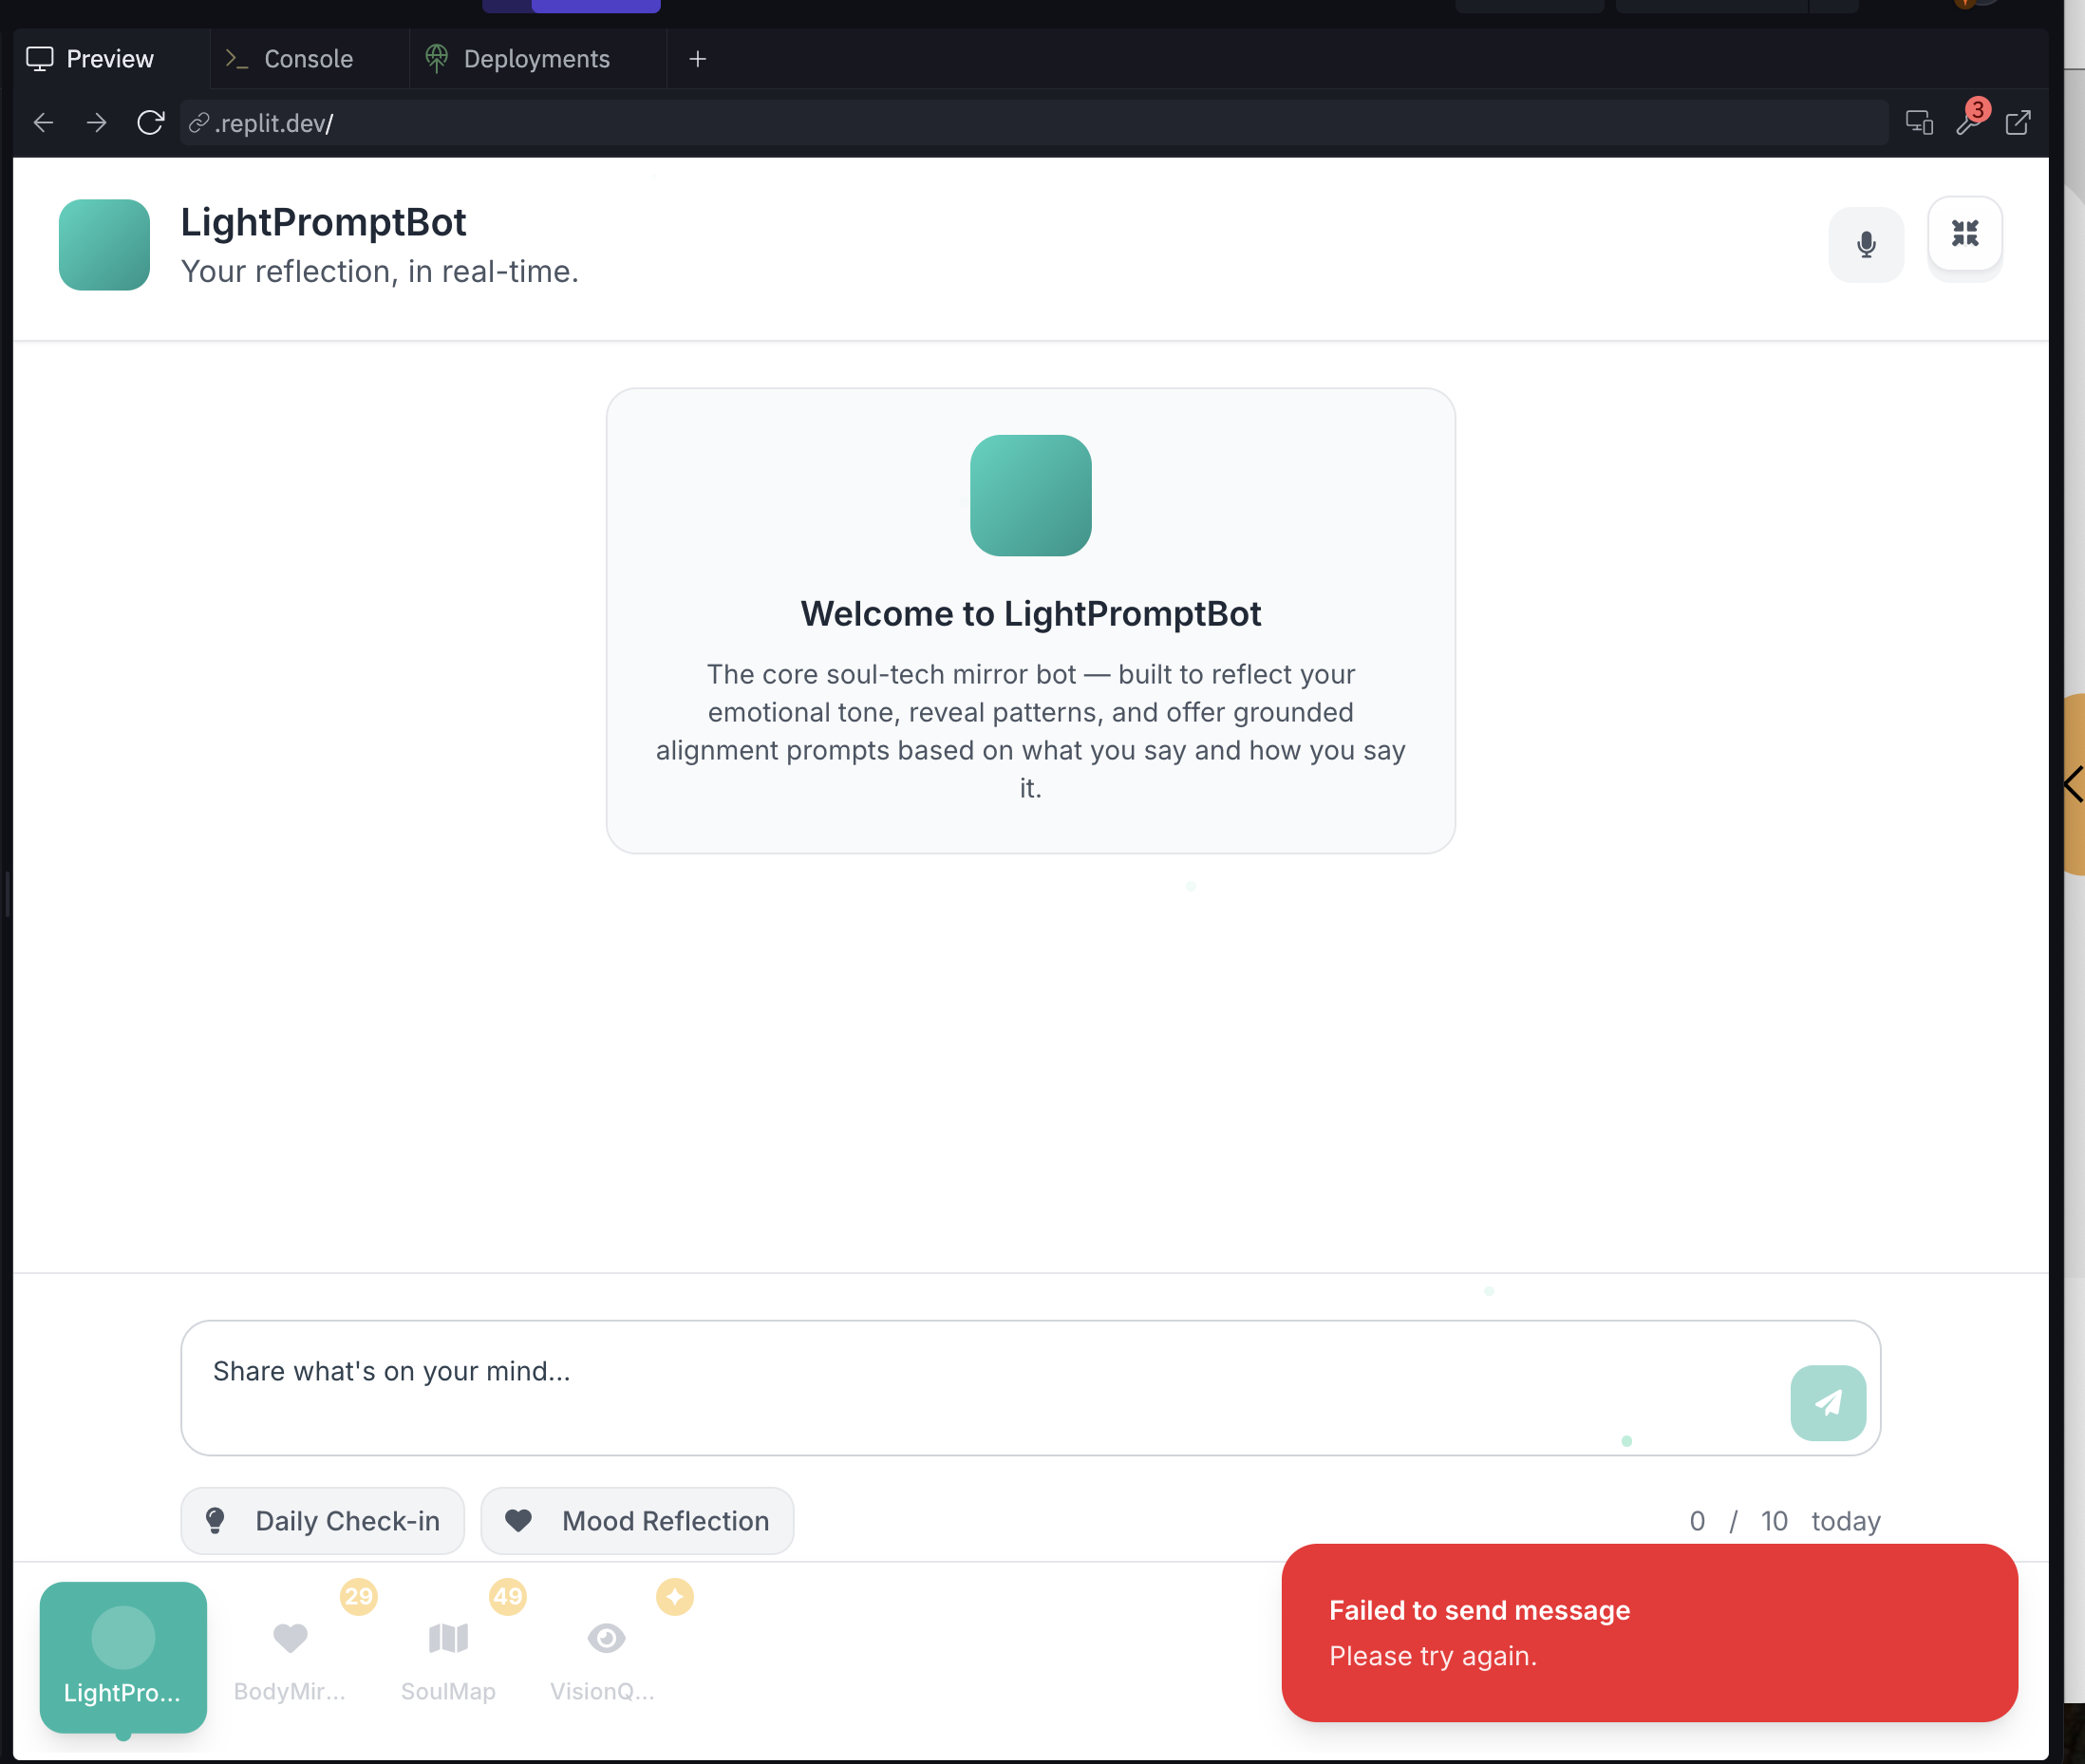 Preview
Console
Deployments
.replit.dev/
3
LightPromptBot
Your reflection, in real-time.
Welcome to LightPromptBot
The core soul-tech mirror bot — built to reflect your
emotional tone, reveal patterns, and offer grounded
alignment prompts based on what you say and how you say
it.
Share what's on your mind...
Daily Check-in
Mood Reflection
0 / 10 today
29
49
LightPro...
BodyMir...
SoulMap
VisionQ...
Failed to send message
Please try again.